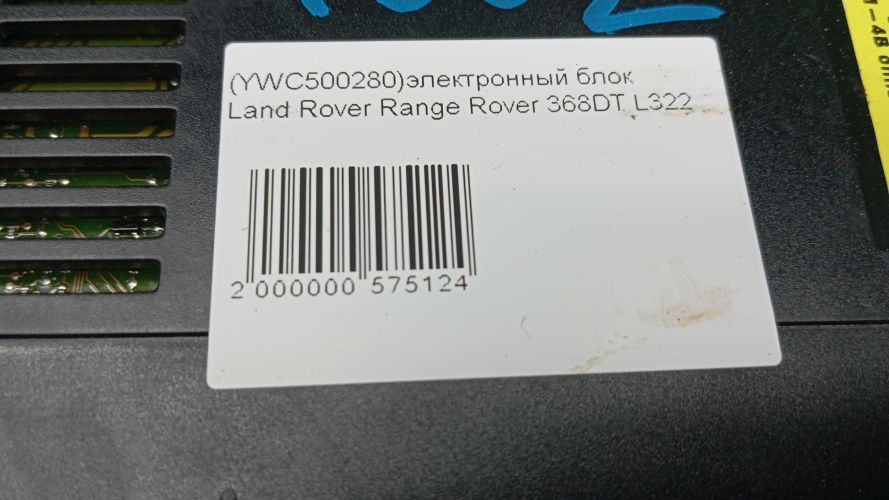 (YWC500280)электронный блок
Land Rover Range Rover 368DT L322
2 000000 575124